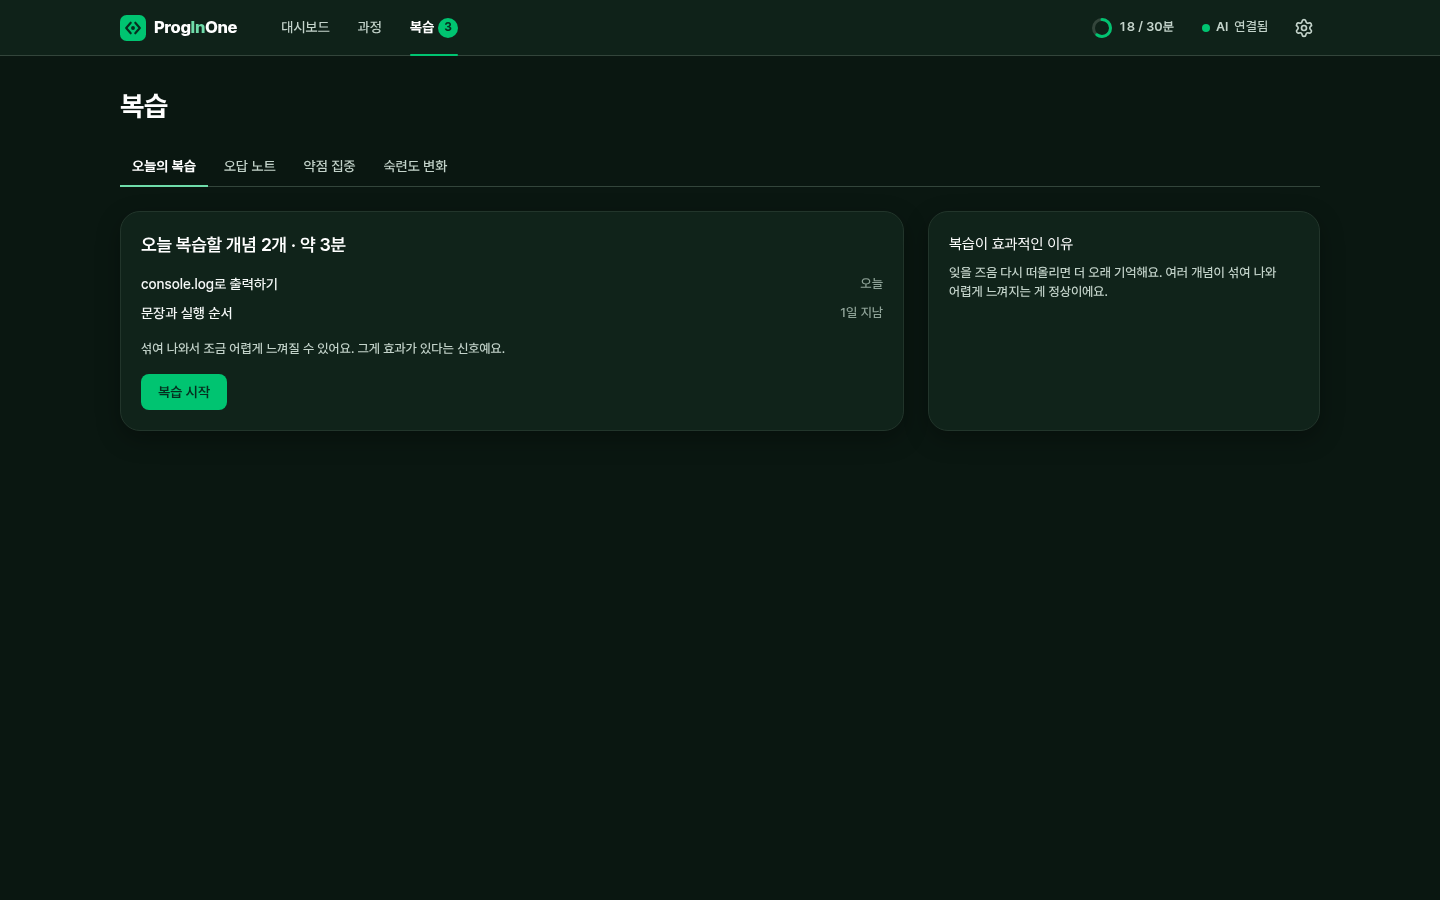 ProgInOne
대시보드
과정
복습 3
18 / 30분
AI 연결됨
복습
오늘의 복습
오답 노트
약점 집중
숙련도 변화
오늘 복습할 개념 2개 · 약 3분
console.log로 출력하기
오늘
문장과 실행 순서
1일 지남
섞여 나와서 조금 어렵게 느껴질 수 있어요. 그게 효과가 있다는 신호예요.
복습 시작
복습이 효과적인 이유
잊을 즈음 다시 떠올리면 더 오래 기억해요. 여러 개념이 섞여 나와
어렵게 느껴지는 게 정상이에요.